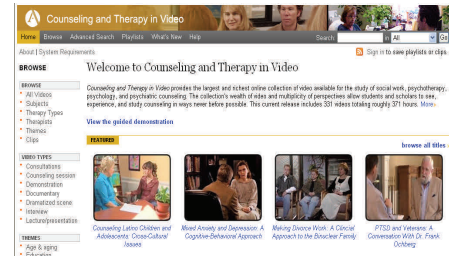 Counseling and Therapy in Video
Home Browse Advanced Search Playlists What's New Help Search: in All Go
About | System Requirements
Sign in to save playlists or clips
BROWSE
BROWSE
All Videos
Subjects
Therapy Types
Therapists
Themes
Clips
VIDEO TYPES
Consultations
Counseling session
Demonstration
Documentary
Dramatized scene
Interview
Lecture/presentation
THEMES
Age & aging
Education
Welcome to Counseling and Therapy in Video
Counseling and Therapy in Video provides the largest and richest online collection of video available for the study of social work, psychotherapy,
psychology, and psychiatric counseling. The collection's wealth of video and multiplicity of perspectives allow students and scholars to see,
experience, and study counseling in ways never before possible. This current release includes 331 videos totaling roughly 371 hours. More›
View the guided demonstration
FEATURED
browse all titles ›
Counseling Latino Children and
Adolescents: Cross-Cultural
Issues
Mixed Anxiety and Depression: A
Cognitive-Behavioral Approach
Making Divorce Work: A Clinical
Approach to the Binuclear Family
PTSD and Veterans: A
Conversation With Dr. Frank
Ochberg